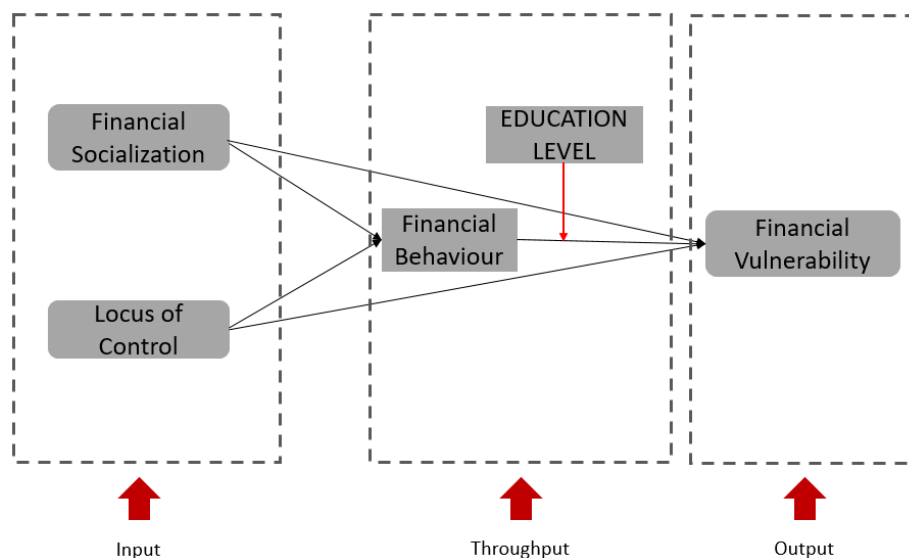 Financial
Socialization
EDUCATION
LEVEL
Financial
Behaviour
Financial
Vulnerability
Locus of
Control
Input
Throughput
Output